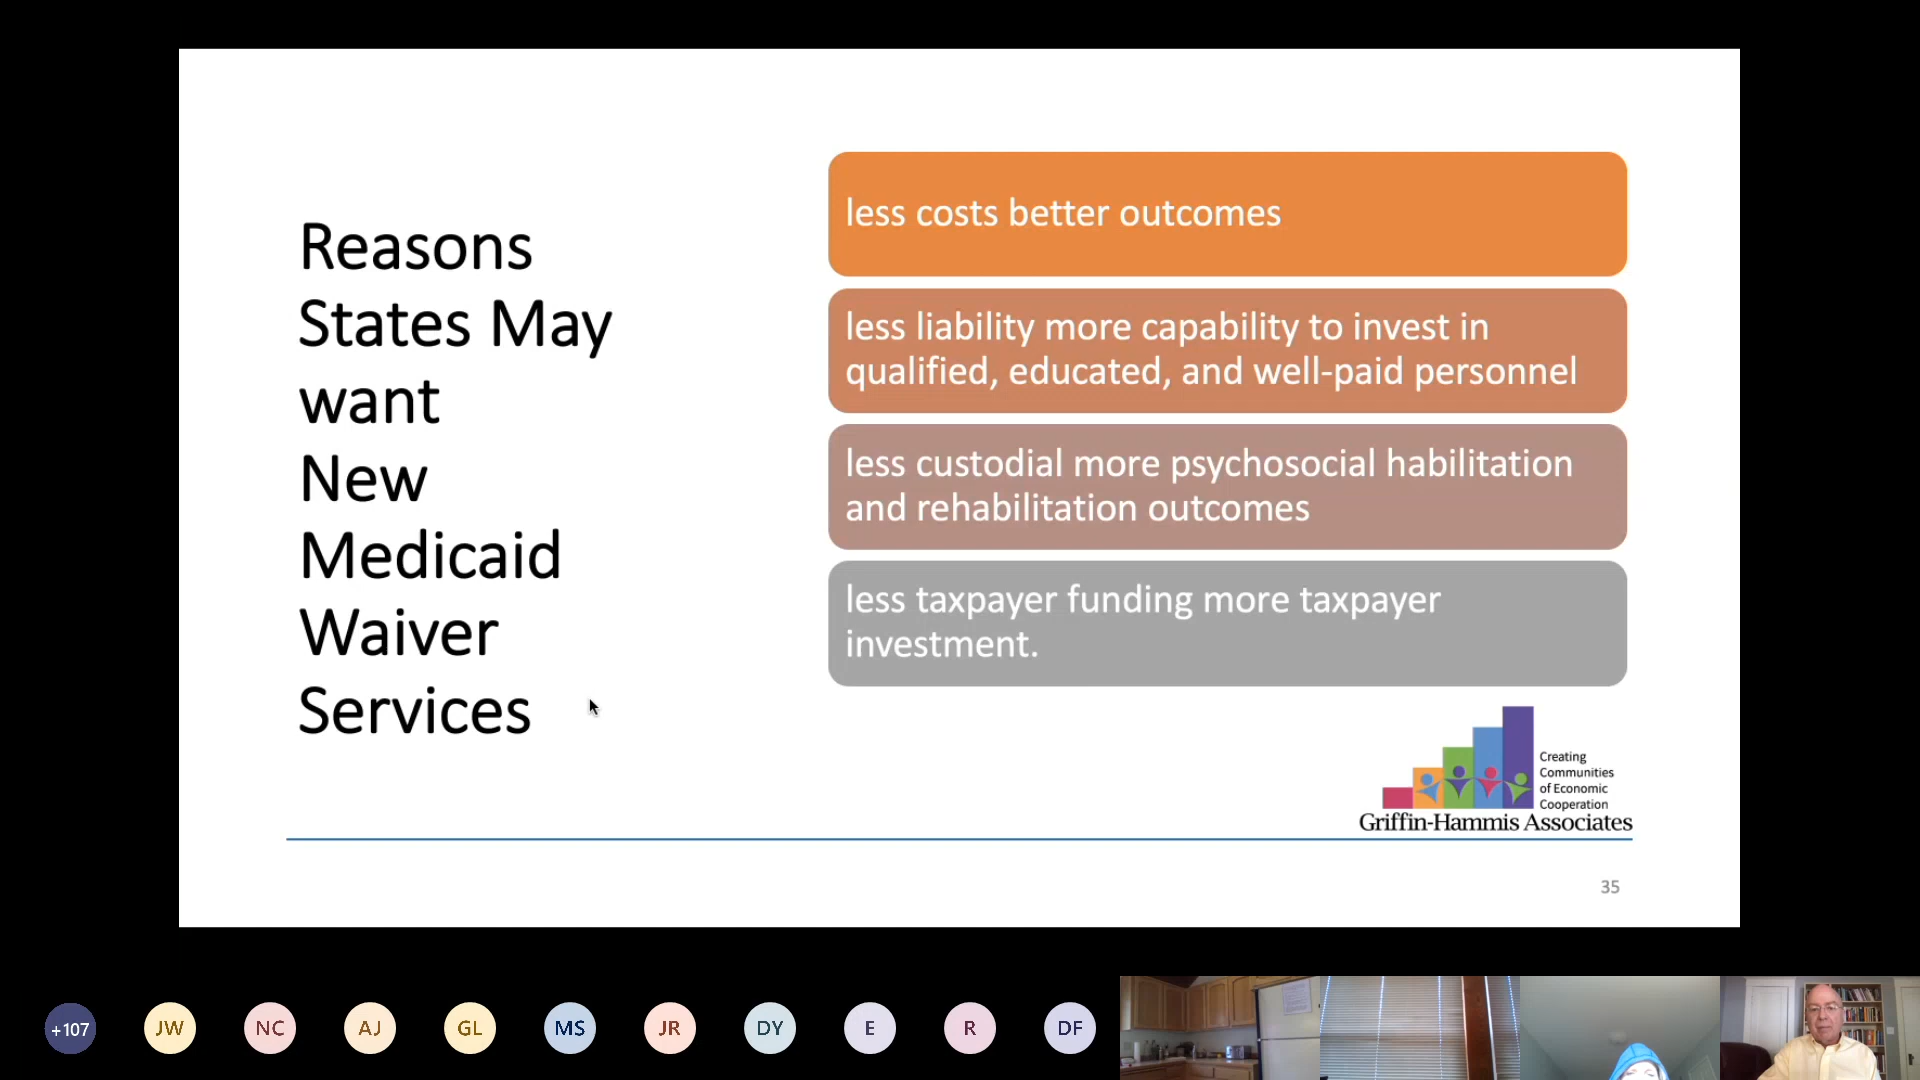 Reasons
States May
want
New
Medicaid
Waiver
Services
less costs better outcomes
less liability more capability to invest in
qualified, educated, and well-paid personnel
less custodial more psychosocial habilitation
and rehabilitation outcomes
less taxpayer funding more taxpayer
investment.
Creating
Communities
of Economic
Cooperation
Griffin-Hammis Associates
35
+107
JW
NC
AJ
GL
MS
JR
DY
E
R
DF